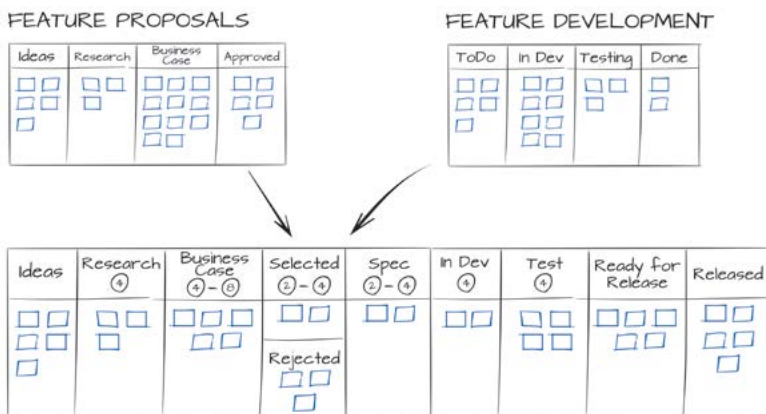 FEATURE PROPOSALS
FEATURE DEVELOPMENT
Ideas
Research
Business
Case
Approved
ToDo
In Dev
Testing
Done
Ideas
Research
4
Business
Case
4 - 8
Selected
2 - 4
Rejected
Spec
2 - 4
In Dev
4
Test
4
Ready for
Release
Released